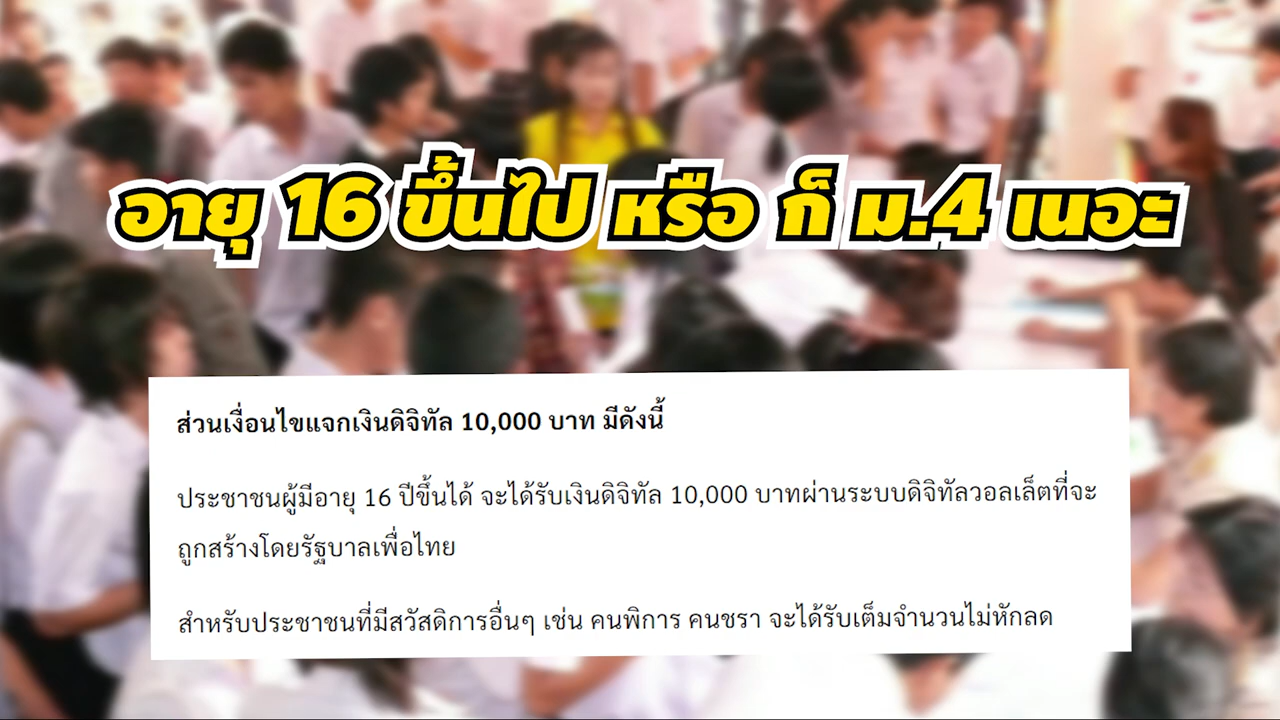 อายุ 16 ขึ้นไป หรือ ก็ ม.4 เนอะ
ส่วนเงื่อนไขแจกเงินดิจิทัล 10,000 บาท มีดังนี้
ประชาชนผู้มีอายุ 16 ปีขึ้นได้ จะได้รับเงินดิจิทัล 10,000 บาทผ่านระบบดิจิทัลวอลเล็ตที่จะ
ถูกสร้างโดยรัฐบาลเพื่อไทย
สำหรับประชาชนที่มีสวัสดิการอื่นๆ เช่น คนพิการ คนชรา จะได้รับเต็มจำนวนไม่หักลด